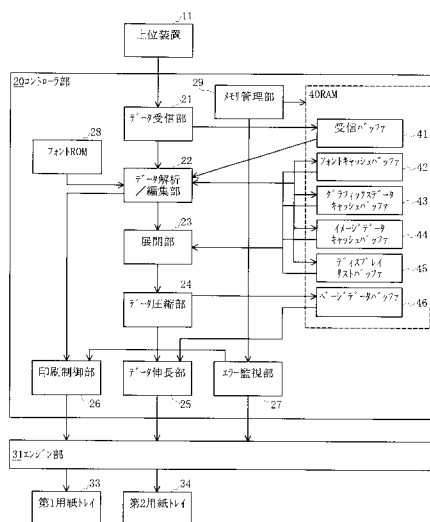 11
上位装置
20コントローラ部
29
40RAM
21
メモリ管理部
データ受信部
受信バッファ
41
28
フォントROM
22
データ解析
/編集部
フォントキャッシュバッファ
42
グラフィックスデータ
キャッシュバッファ
43
23
展開部
イメージデータ
キャッシュバッファ
44
ディスプレイ
リストバッファ
45
24
データ圧縮部
ページデータバッファ
46
印刷制御部
データ伸長部
エラー監視部
26
25
27
31エンジン部
33
34
第1用紙トレイ
第2用紙トレイ